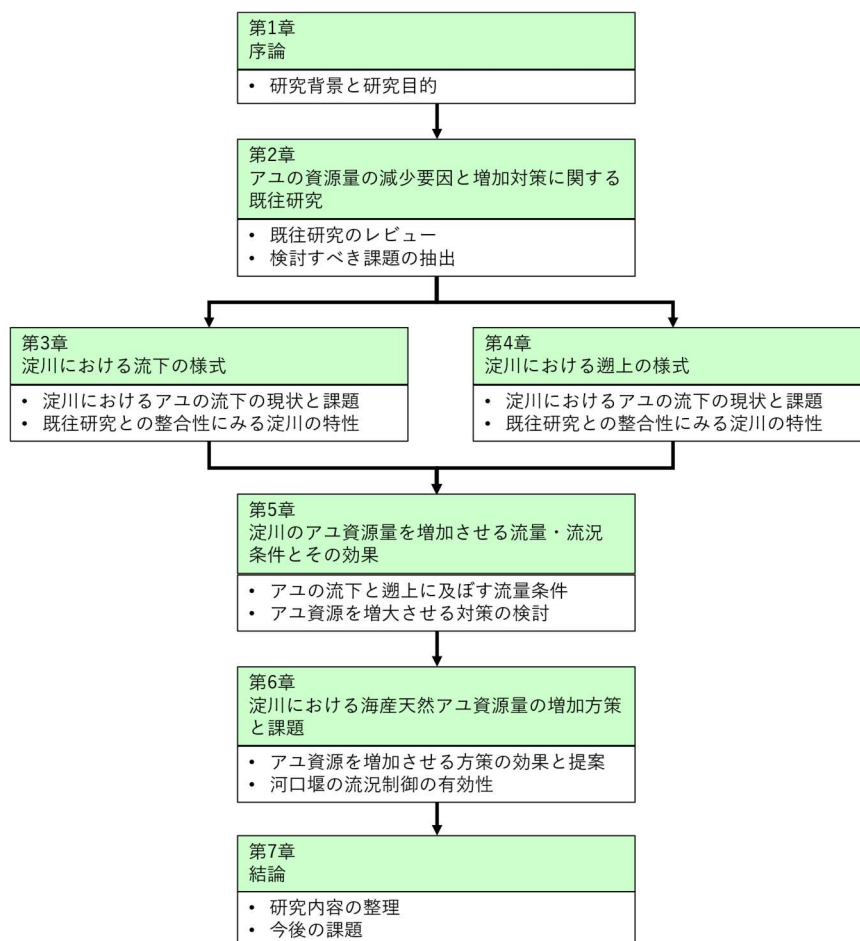 第1章
序論
• 研究背景と研究目的
第2章
アユの資源量の減少要因と増加対策に関する
既往研究
• 既往研究のレビュー
• 検討すべき課題の抽出
第3章
淀川における流下の様式
• 淀川におけるアユの流下の現状と課題
• 既往研究との整合性にみる淀川の特性
第4章
淀川における遡上の様式
• 淀川におけるアユの流下の現状と課題
• 既往研究との整合性にみる淀川の特性
第5章
淀川のアユ資源量を増加させる流量・流況
条件とその効果
• アユの流下と遡上に及ぼす流量条件
• アユ資源を増大させる対策の検討
第6章
淀川における海産天然アユ資源量の増加方策
と課題
• アユ資源を増加させる方策の効果と提案
• 河口堰の流況制御の有効性
第7章
結論
• 研究内容の整理
• 今後の課題